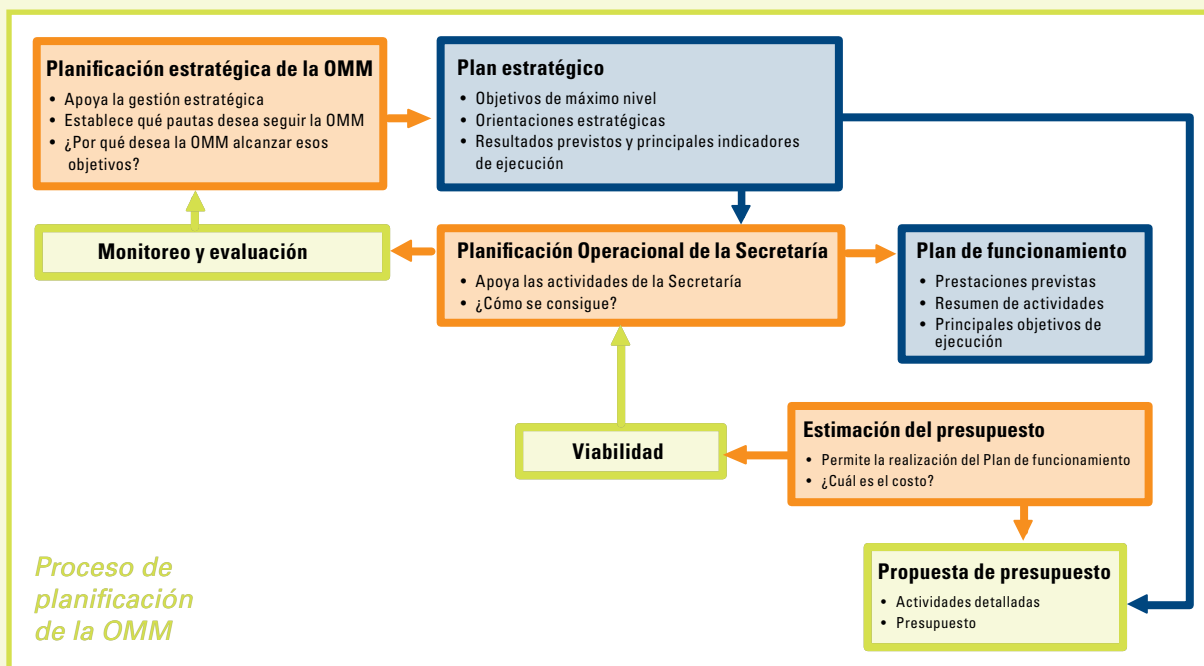 Planificación estratégica de la OMM
• Apoya la gestión estratégica
• Establece qué pautas desea seguir la OMM
• ¿Por qué desea la OMM alcanzar esos
objetivos?
Plan estratégico
• Objetivos de máximo nivel
• Orientaciones estratégicas
• Resultados previstos y principales indicadores
de ejecución
Monitoreo y evaluación
Planificación Operacional de la Secretaría
• Apoya las actividades de la Secretaría
• ¿Cómo se consigue?
Plan de funcionamiento
• Prestaciones previstas
• Resumen de actividades
• Principales objetivos de
ejecución
Viabilidad
Estimación del presupuesto
• Permite la realización del Plan de funcionamiento
• ¿Cuál es el costo?
Propuesta de presupuesto
• Actividades detalladas
• Presupuesto
Proceso de
planificación
de la OMM